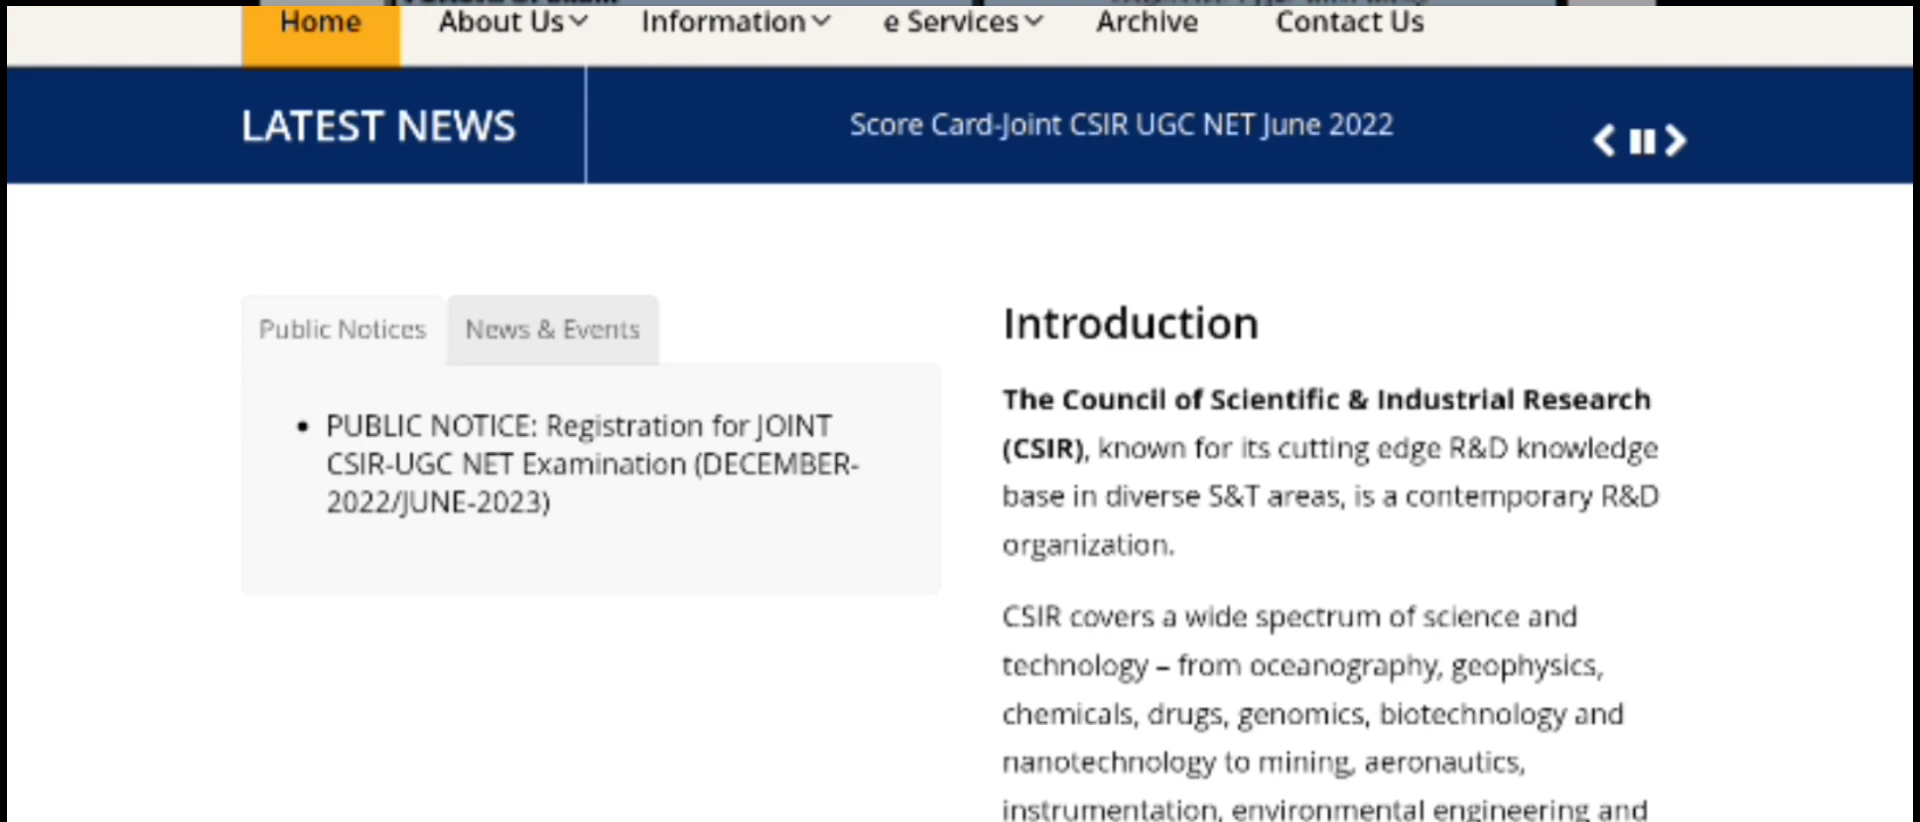 Home About Us Information e Services Archive Contact Us
LATEST NEWS
Score Card-Joint CSIR UGC NET June 2022
Public Notices News & Events
• PUBLIC NOTICE: Registration for JOINT
CSIR-UGC NET Examination (DECEMBER-
2022/JUNE-2023)
Introduction
The Council of Scientific & Industrial Research
(CSIR), known for its cutting edge R&D knowledge
base in diverse S&T areas, is a contemporary R&D
organization.
CSIR covers a wide spectrum of science and
technology – from oceanography, geophysics,
chemicals, drugs, genomics, biotechnology and
nanotechnology to mining, aeronautics,
instrumentation, environmental engineering and